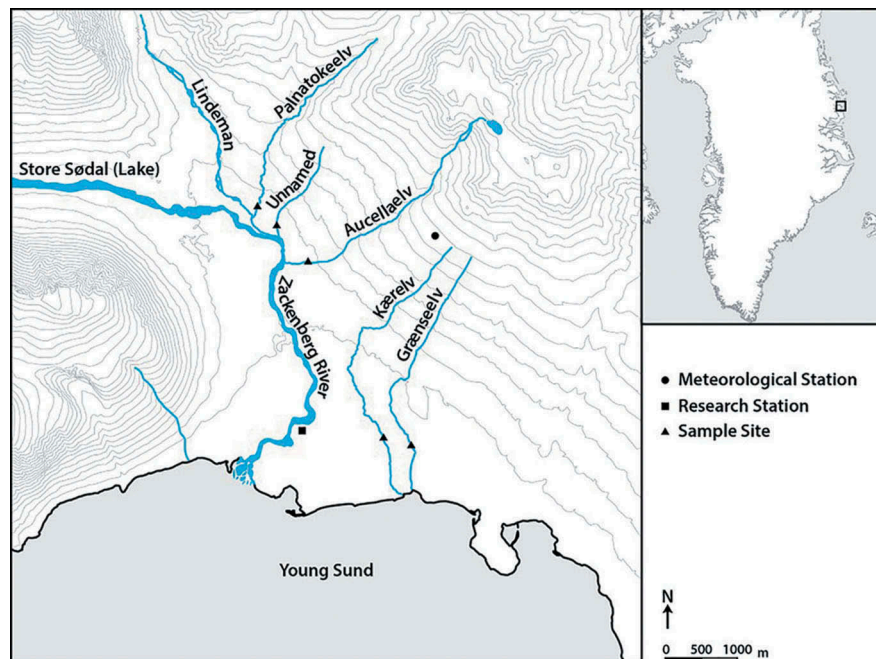 Lindeman
Palnatokeelv
Unnamed
Store Sødal (Lake)
Aucellaelv
Zackenberg River
Kærelv
Grænseelv
Young Sund
Meteorological Station
Research Station
Sample Site
N
0 500 1000 m